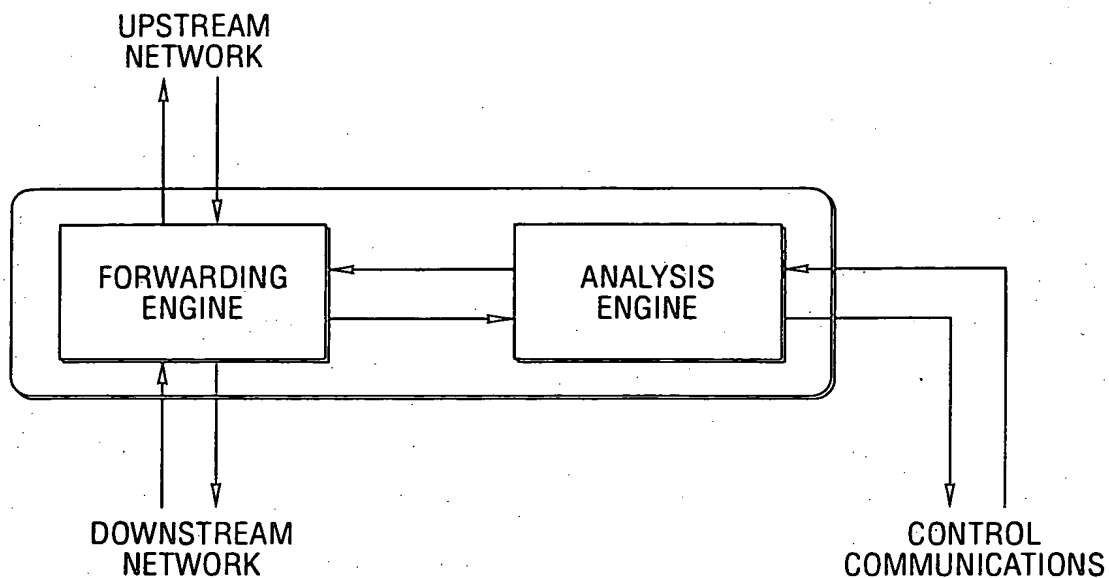 UPSTREAM
NETWORK
FORWARDING
ENGINE
ANALYSIS
ENGINE
DOWNSTREAM
NETWORK
CONTROL
COMMUNICATIONS